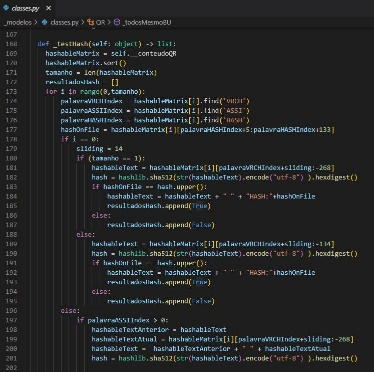 classes.py ×
_modelos > classes.py > QR > _todosMesmoBU
167
168 def _testHash(self: object) -> list:
169 hashableMatrix = self.__conteudoQR
170 hashableMatrix.sort()
171 tamanho = len(hashableMatrix)
172 resultadosHash = []
173 for i in range(0,tamanho):
174 palavraVRCHIndex = hashableMatrix[i].find("VRCH")
175 palavraASSIIndex = hashableMatrix[i].find("ASSI")
176 palavraHASHIndex = hashableMatrix[i].find("HASH")
177 hashOnFile = hashableMatrix[i][palavraHASHIndex+5:palavraHASHIndex+133]
178 if i == 0:
179 sliding = 14
180 if (tamanho == 1):
181 hashableText = hashableMatrix[i][palavraVRCHIndex+sliding:-268]
182 hash = hashlib.sha512(str(hashableText).encode("utf-8") ).hexdigest()
183 if hashOnFile == hash.upper():
184 hashableText = hashableText + " " + "HASH:"+hashOnFile
185 resultadosHash.append(True)
186 else:
187 resultadosHash.append(False)
188 else:
189 hashableText = hashableMatrix[i][palavraVRCHIndex+sliding:-134]
190 hash = hashlib.sha512(str(hashableText).encode("utf-8") ).hexdigest()
191 if hashOnFile == hash.upper():
192 hashableText = hashableText + " " + "HASH:"+hashOnFile
193 resultadosHash.append(True)
194 else:
195 resultadosHash.append(False)
196 else:
197 if palavraASSIIndex > 0:
198 hashableTextAnterior = hashableText
199 hashableTextAtual = hashableMatrix[i][palavraVRCHIndex+sliding:-268]
200 hashableText = hashableTextAnterior + " " + hashableTextAtual
201 hash = hashlib.sha512(str(hashableText).encode("utf-8") ).hexdigest()
202